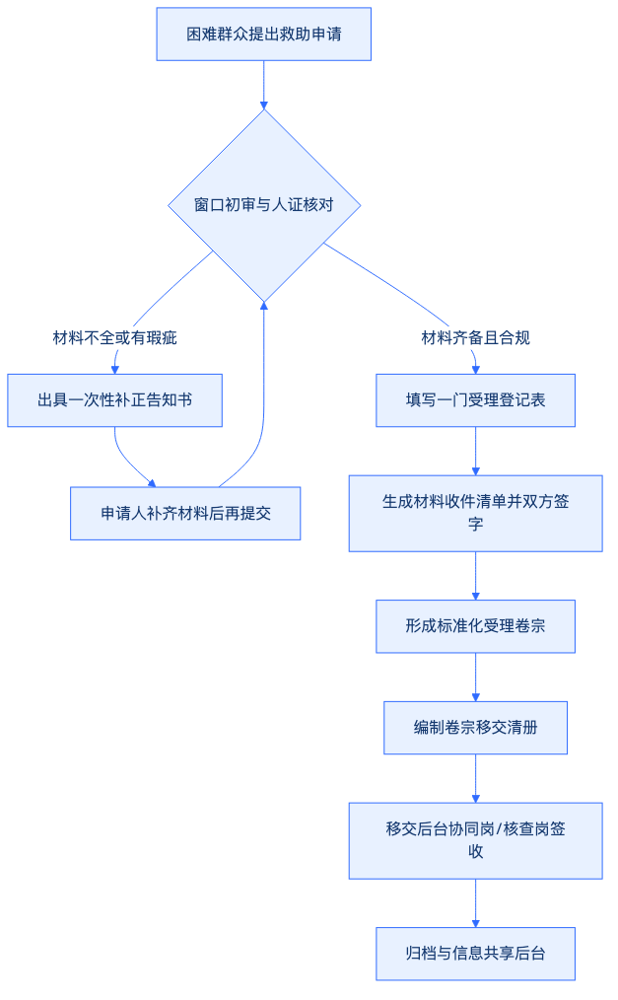 困难群众提出救助申请
窗口初审与人证核对
材料不全或有瑕疵
材料齐备且合规
出具一次性补正告知书
填写一门受理登记表
申请人补齐材料后再提交
生成材料收件清单并双方签
字
形成标准化受理卷宗
编制卷宗移交清册
移交后台协同岗/核查岗签
收
归档与信息共享后台